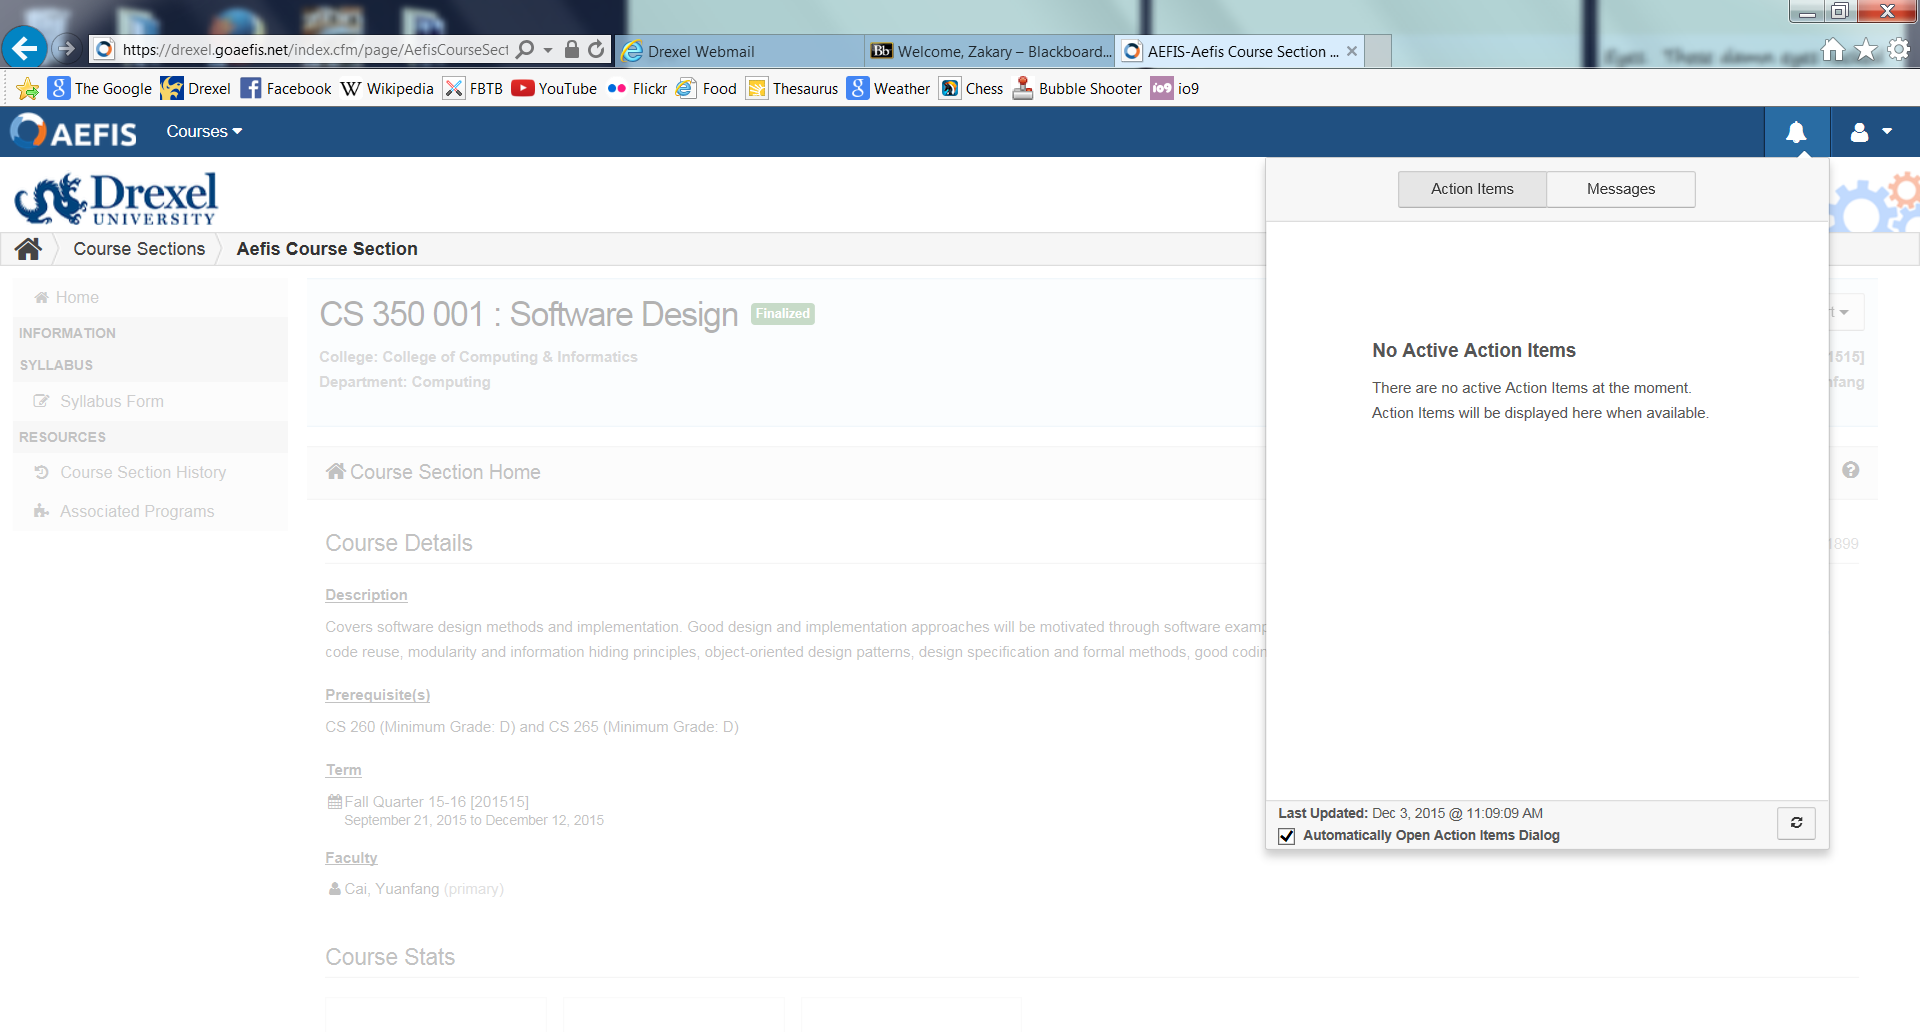 Eyes. These damn eyes
https://drexel.goaefis.net/index.cfm/page/AefisCourseSect
Drexel Webmail
Bb Welcome, Zakary – Blackboard...
AEFIS-Aefis Course Section ...
The Google
Drexel
Facebook
W Wikipedia
FBTB
YouTube
Flickr
Food
Thesaurus
Weather
Chess
Bubble Shooter
io9 io9
AEFIS
Courses
Drexel
UNIVERSITY
Action Items
Messages
Course Sections
Aefis Course Section
Home
INFORMATION
SYLLABUS
Syllabus Form
RESOURCES
Course Section History
Associated Programs
CS 350 001 : Software Design Finalized
College: College of Computing & Informatics
Department: Computing
1515]
Course Section Home
Course Details
1899
Description
Covers software design methods and implementation. Good design and implementation approaches will be motivated through software examp
code reuse, modularity and information hiding principles, object-oriented design patterns, design specification and formal methods, good codin
Prerequisite(s)
CS 260 (Minimum Grade: D) and CS 265 (Minimum Grade: D)
Term
Fall Quarter 15-16 [201515]
September 21, 2015 to December 12, 2015
Faculty
Cai, Yuanfang (primary)
Course Stats
No Active Action Items
There are no active Action Items at the moment.
Action Items will be displayed here when available.
Last Updated: Dec 3, 2015 @ 11:09:09 AM
Automatically Open Action Items Dialog